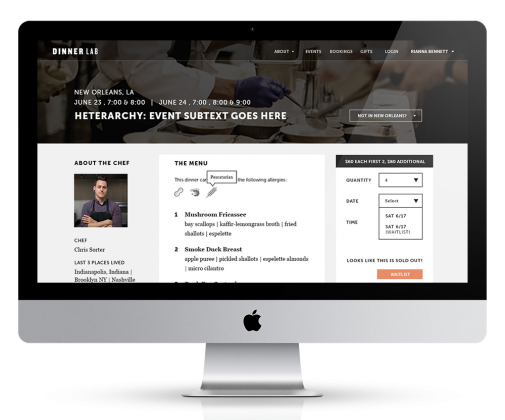 DINNER LAB
ABOUT
EVENTS
BOOKINGS
GIFTS
LOGIN
RIANNA BENNETT
NEW ORLEANS, LA
JUNE 23 , 7:00 & 8:00 | JUNE 24 , 7:00 , 8:00 & 9:00
HETERARCHY: EVENT SUBTEXT GOES HERE
NOT IN NEW ORLEANS?
ABOUT THE CHEF
CHEF
Chris Sorter
LAST 3 PLACES LIVED
Indianapolis, Indiana |
Brooklyn NY | Nashville
THE MENU
Pescetarian
This dinner can the following allergies:
1 Mushroom Fricassee
bay scallops | kaffir-lemongrass broth | fried
shallots | espelette
2 Smoke Duck Breast
apple puree | pickled shallots | espelette almonds
| micro cilantro
$60 EACH FIRST 2, $80 ADDITIONAL
QUANTITY 4
DATE Select
SAT 6/17
SAT 6/17
(WAITLIST)
TIME
LOOKS LIKE THIS IS SOLD OUT!
WAITLIST